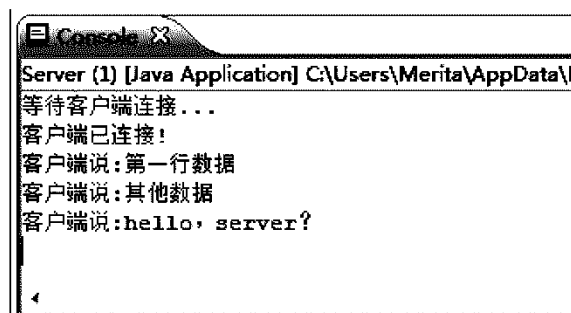 Console
Server (1) [Java Application] C:\Users\Merita\AppData\
等待客户端连接...
客户端已连接!
客户端说:第一行数据
客户端说:其他数据
客户端说:hello，server？